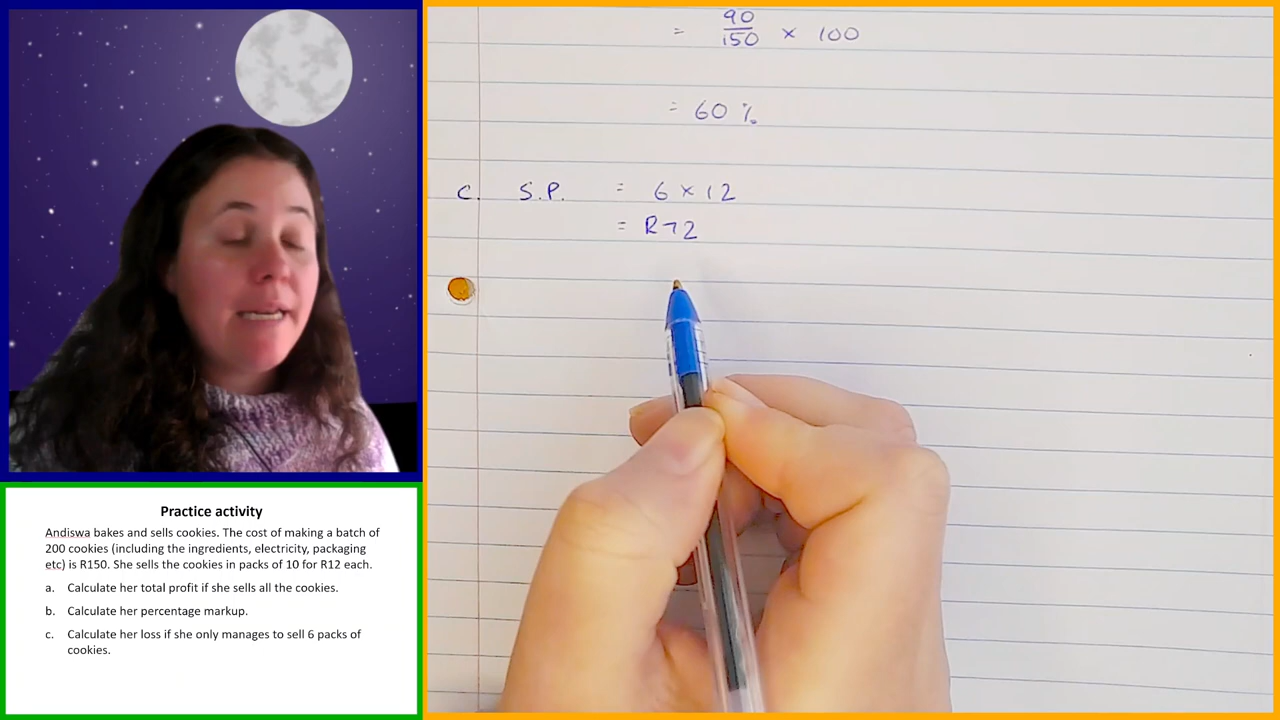 90
150 × 100
= 60 %
c. S.P. = 6 × 12
= R72
Practice activity
Andiswa bakes and sells cookies. The cost of making a batch of
200 cookies (including the ingredients, electricity, packaging
etc) is R150. She sells the cookies in packs of 10 for R12 each.
a. Calculate her total profit if she sells all the cookies.
b. Calculate her percentage markup.
c. Calculate her loss if she only manages to sell 6 packs of
cookies.